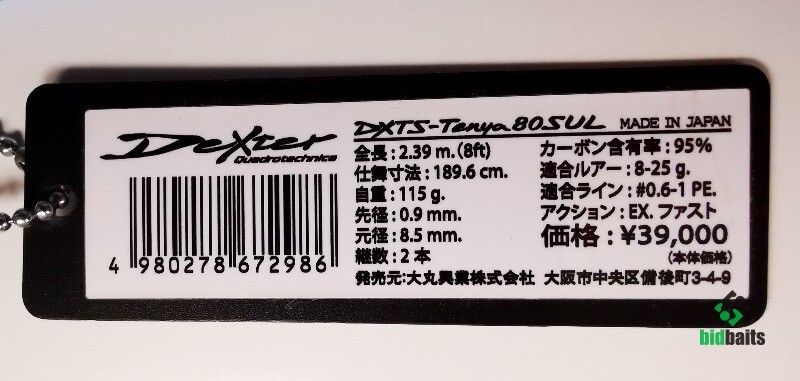 Dexter
Quadrotechnics
4 980278 672986
DXTS-Tenya80SUL MADE IN JAPAN
全長:2.39 m.(8ft)
仕舞寸法:189.6 cm.
自重:115 g.
先径:0.9 mm.
元径:8.5 mm.
継数:2 本
カーボン含有率:95%
適合ルアー:8-25 g.
適合ライン:#0.6-1 PE.
アクション:EX. ファスト
価格:¥39,000
(本体価格)
発売元:大丸興業株式会社 大阪市中央区備後町3-4-9
bidbaits